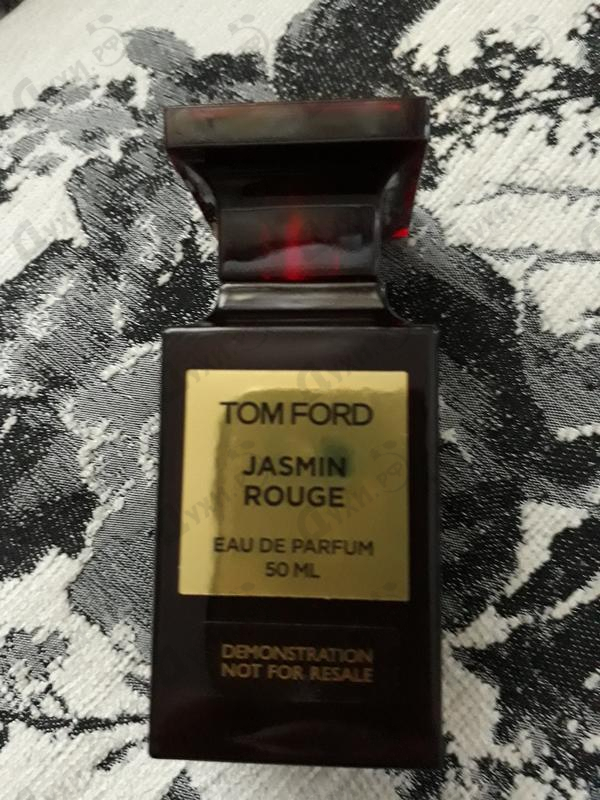 TOM FORD
JASMIN
ROUGE
EAU DE PARFUM
50 ML
DEMONSTRATION
NOT FOR RESALE